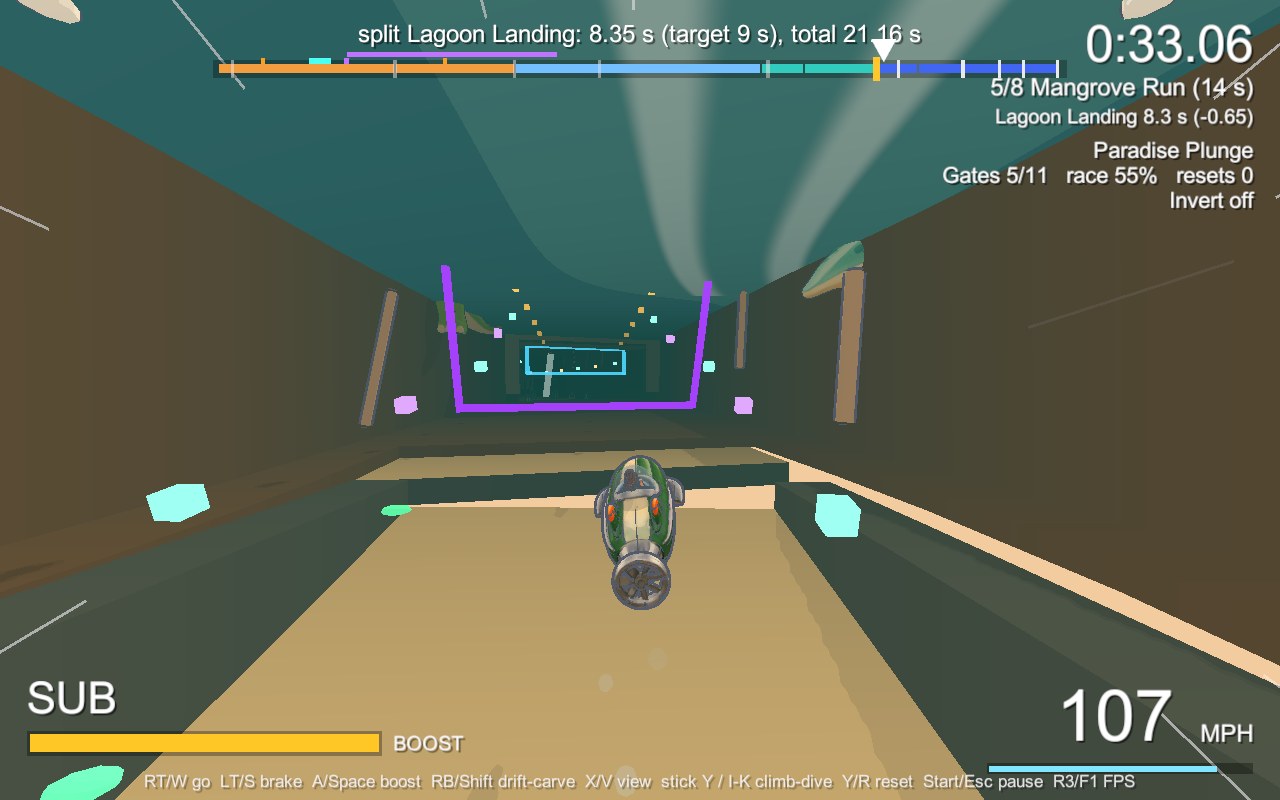 split Lagoon Landing: 8.35 s (target 9 s), total 21.16 s
0:33.06
5/8 Mangrove Run (14 s)
Lagoon Landing 8.3 s (-0.65)
Paradise Plunge
Gates 5/11 race 55% resets 0
Invert off
SUB
BOOST
107 MPH
RT/W go LT/S brake A/Space boost RB/Shift drift-carve X/V view stick Y / I-K climb-dive Y/R reset Start/Esc pause R3/F1 FPS